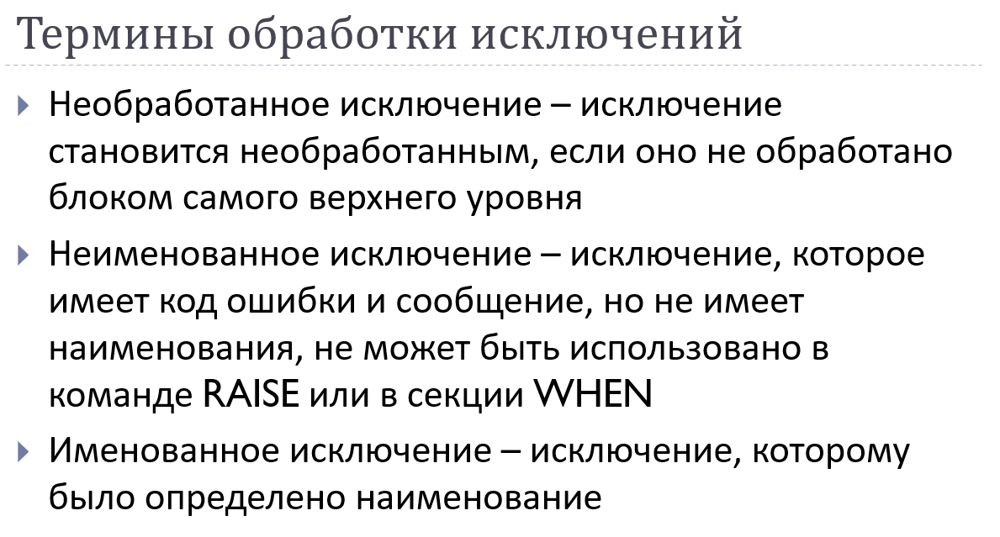 Термины обработки исключений
Необработанное исключение – исключение
становится необработанным, если оно не обработано
блоком самого верхнего уровня
Неименованное исключение – исключение, которое
имеет код ошибки и сообщение, но не имеет
наименования, не может быть использовано в
команде RAISE или в секции WHEN
Именованное исключение – исключение, которому
было определено наименование